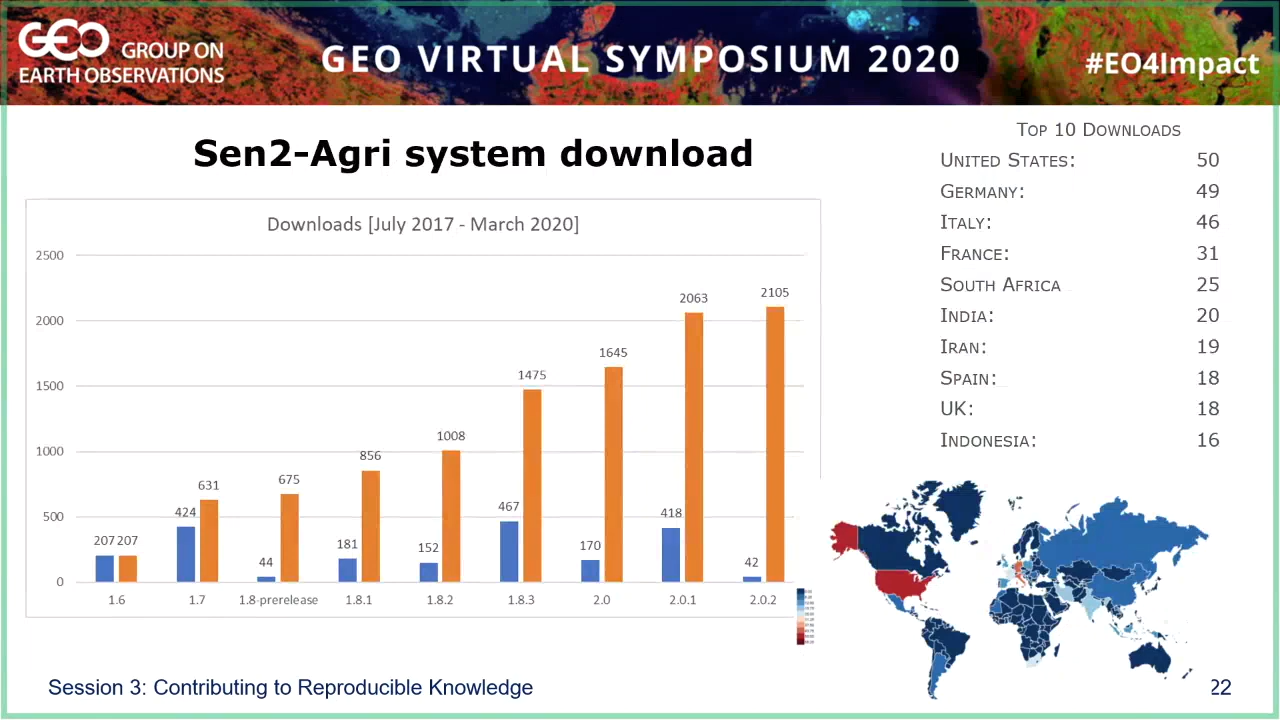 GEO GROUP ON
EARTH OBSERVATIONS
GEO VIRTUAL SYMPOSIUM 2020
#EO4Impact
Sen2-Agri system download
Downloads [July 2017 - March 2020]
2500
2000
1500
1000
500
0
207 207
424 631
44 675
181 856
152 1008
467 1475
170 1645
418 2063
42 2105
1.6 1.7 1.8-prerelease 1.8.1 1.8.2 1.8.3 2.0 2.0.1 2.0.2
TOP 10 DOWNLOADS
UNITED STATES: 50
GERMANY: 49
ITALY: 46
FRANCE: 31
SOUTH AFRICA 25
INDIA: 20
IRAN: 19
SPAIN: 18
UK: 18
INDONESIA: 16
Session 3: Contributing to Reproducible Knowledge
22